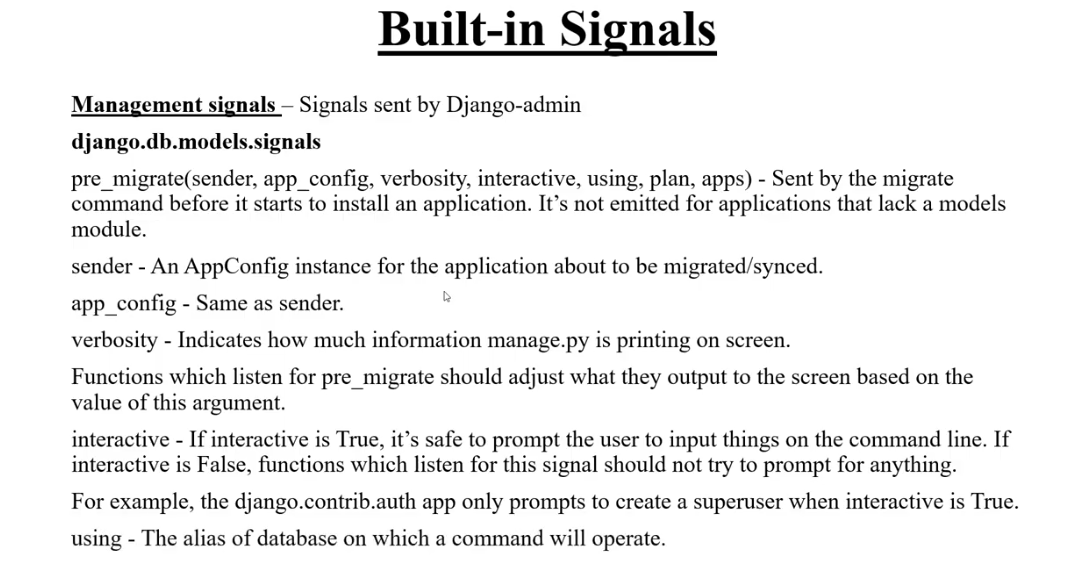 Built-in Signals
Management signals – Signals sent by Django-admin
django.db.models.signals
pre_migrate(sender, app_config, verbosity, interactive, using, plan, apps) - Sent by the migrate
command before it starts to install an application. It’s not emitted for applications that lack a models
module.
sender - An AppConfig instance for the application about to be migrated/synced.
app_config - Same as sender.
verbosity - Indicates how much information manage.py is printing on screen.
Functions which listen for pre_migrate should adjust what they output to the screen based on the
value of this argument.
interactive - If interactive is True, it’s safe to prompt the user to input things on the command line. If
interactive is False, functions which listen for this signal should not try to prompt for anything.
For example, the django.contrib.auth app only prompts to create a superuser when interactive is True.
using - The alias of database on which a command will operate.